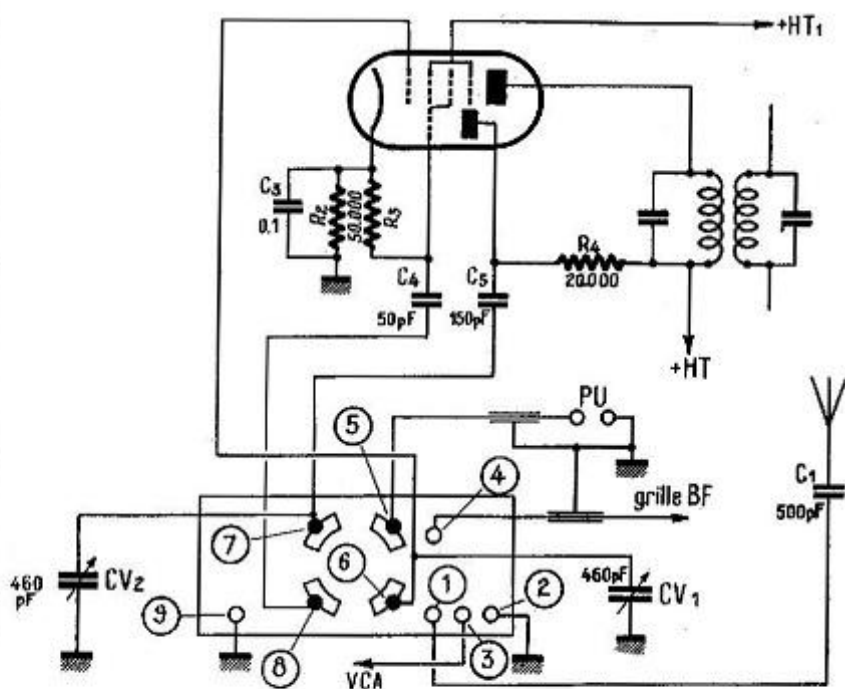 +HT1
C3
0.1
R2
50.000
R3
C4
50pF
C5
150pF
R4
20.000
+HT
PU
C1
500pF
grille BF
5
4
7
6
1
2
460pF
CV1
460
pF
CV2
9
8
3
VCA